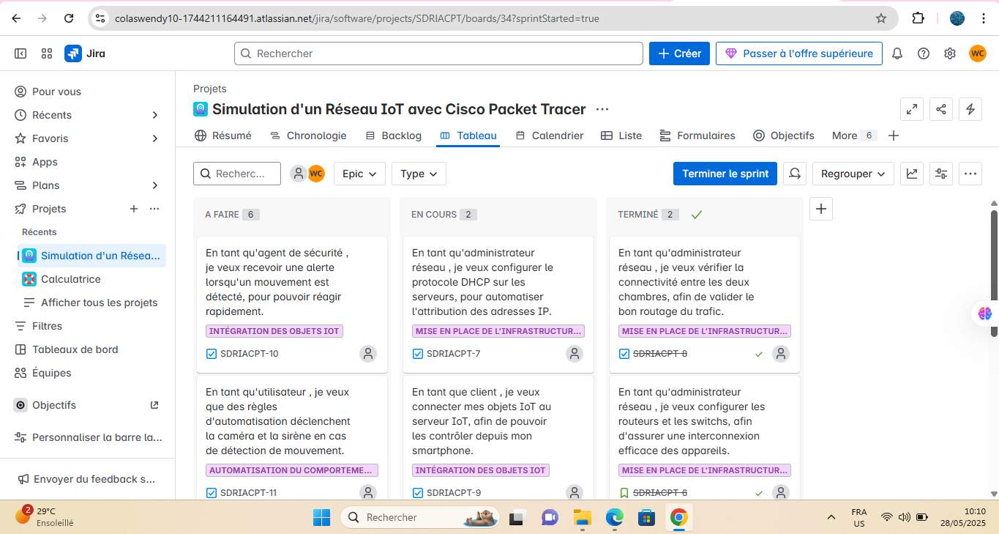 colaswendy10-1744211164491.atlassian.net/jira/software/projects/SDRIACPT/boards/34?sprintStarted=true
Jira
Rechercher
Créer
Passer à l'offre supérieure
WC
Pour vous
Récents
Favoris
Apps
Plans
Projets
Récents
Simulation d'un Résea...
Calculatrice
Afficher tous les projets
Filtres
Tableaux de bord
Équipes
Objectifs
Personnaliser la barre la...
Envoyer du feedback s...
Projets
Simulation d'un Réseau IoT avec Cisco Packet Tracer
Résumé
Chronologie
Backlog
Tableau
Calendrier
Liste
Formulaires
Objectifs
More 6
Recherc...
WC
Epic
Type
Terminer le sprint
Regrouper
A FAIRE 6
En tant qu'agent de sécurité ,
je veux recevoir une alerte
lorsqu'un mouvement est
détecté, pour pouvoir réagir
rapidement.
INTÉGRATION DES OBJETS IOT
SDRIACPT-10
En tant qu'utilisateur , je veux
que des règles
d'automatisation déclenchent
la caméra et la sirène en cas
de détection de mouvement.
AUTOMATISATION DU COMPORTEME...
SDRIACPT-11
EN COURS 2
En tant qu'administrateur
réseau , je veux configurer le
protocole DHCP sur les
serveurs, pour automatiser
l'attribution des adresses IP.
MISE EN PLACE DE L'INFRASTRUCTUR...
SDRIACPT-7
En tant que client , je veux
connecter mes objets IoT au
serveur IoT, afin de pouvoir
les contrôler depuis mon
smartphone.
INTÉGRATION DES OBJETS IOT
SDRIACPT-9
TERMINÉ 2
En tant qu'administrateur
réseau , je veux vérifier la
connectivité entre les deux
chambres, afin de valider le
bon routage du trafic.
MISE EN PLACE DE L'INFRASTRUCTUR...
SDRIACPT-8
En tant qu'administrateur
réseau , je veux configurer les
routeurs et les switchs, afin
d'assurer une interconnexion
efficace des appareils.
MISE EN PLACE DE L'INFRASTRUCTUR...
SDRIACPT-6
2
29°C
Ensoleillé
Rechercher
FRA
US
10:10
28/05/2025